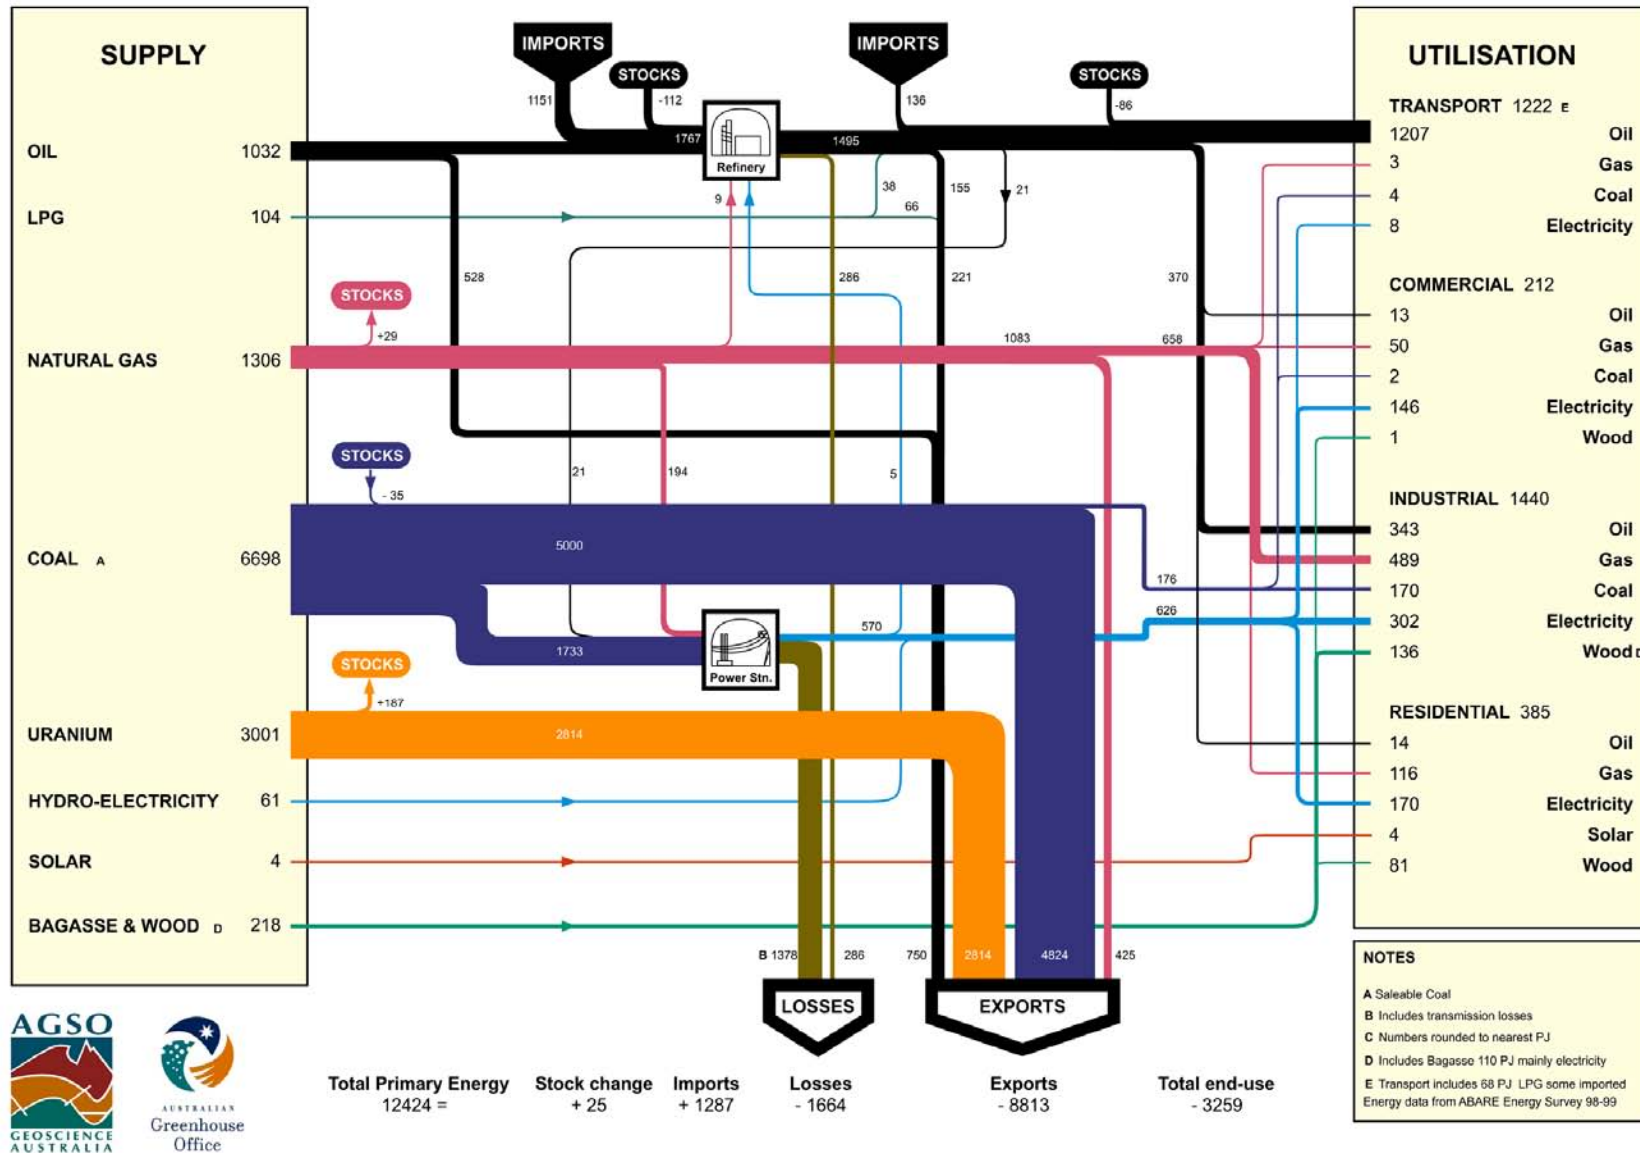 SUPPLY
OIL 1032
LPG 104
NATURAL GAS 1306
COAL A 6698
URANIUM 3001
HYDRO-ELECTRICITY 61
SOLAR 4
BAGASSE & WOOD D 218
IMPORTS
1151
STOCKS
-112
1767
Refinery
IMPORTS
136
STOCKS
-86
1495
9
38
66
155
21
528
286
221
370
STOCKS
+29
1083
658
STOCKS
- 35
21
194
5
5000
176
626
570
1733
Power Stn.
STOCKS
+187
2814
B 1378
286
750
2814
4824
425
LOSSES
EXPORTS
UTILISATION
TRANSPORT 1222 E
1207 Oil
3 Gas
4 Coal
8 Electricity
COMMERCIAL 212
13 Oil
50 Gas
2 Coal
146 Electricity
1 Wood
INDUSTRIAL 1440
343 Oil
489 Gas
170 Coal
302 Electricity
136 Wood D
RESIDENTIAL 385
14 Oil
116 Gas
170 Electricity
4 Solar
81 Wood
NOTES
A Saleable Coal
B Includes transmission losses
C Numbers rounded to nearest PJ
D Includes Bagasse 110 PJ mainly electricity
E Transport includes 68 PJ LPG some imported
Energy data from ABARE Energy Survey 98-99
AGSO
GEOSCIENCE
AUSTRALIA
AUSTRALIAN
Greenhouse
Office
Total Primary Energy Stock change Imports Losses Exports Total end-use
12424 = + 25 + 1287 - 1664 - 8813 - 3259